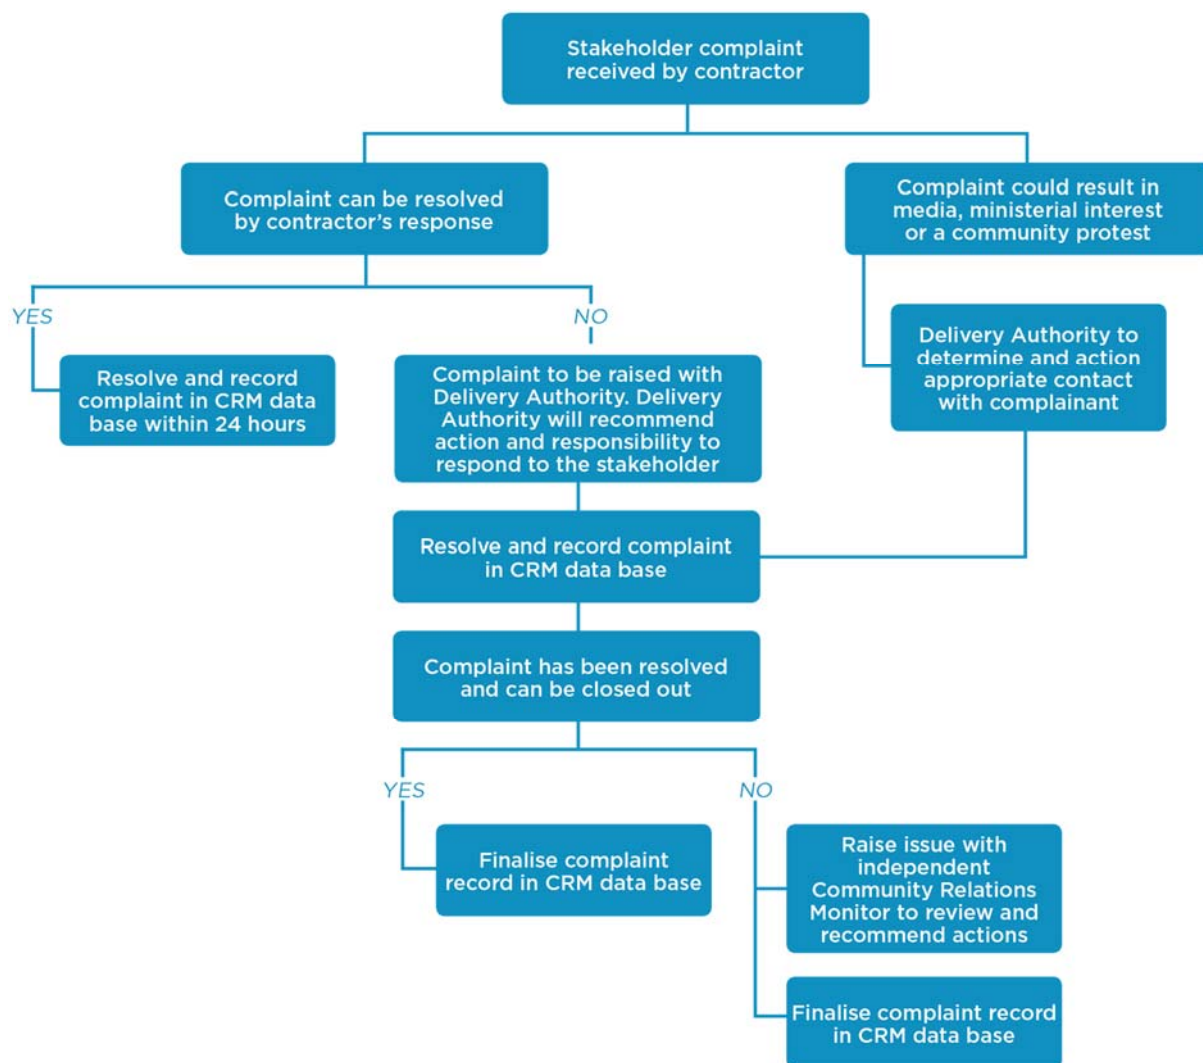 Stakeholder complaint
received by contractor
Complaint can be resolved
by contractor's response
Complaint could result in
media, ministerial interest
or a community protest
YES
NO
Resolve and record
complaint in CRM data
base within 24 hours
Complaint to be raised with
Delivery Authority. Delivery
Authority will recommend
action and responsibility to
respond to the stakeholder
Delivery Authority to
determine and action
appropriate contact
with complainant
Resolve and record complaint
in CRM data base
Complaint has been resolved
and can be closed out
YES
NO
Finalise complaint
record in CRM data base
Raise issue with
independent
Community Relations
Monitor to review and
recommend actions
Finalise complaint record
in CRM data base